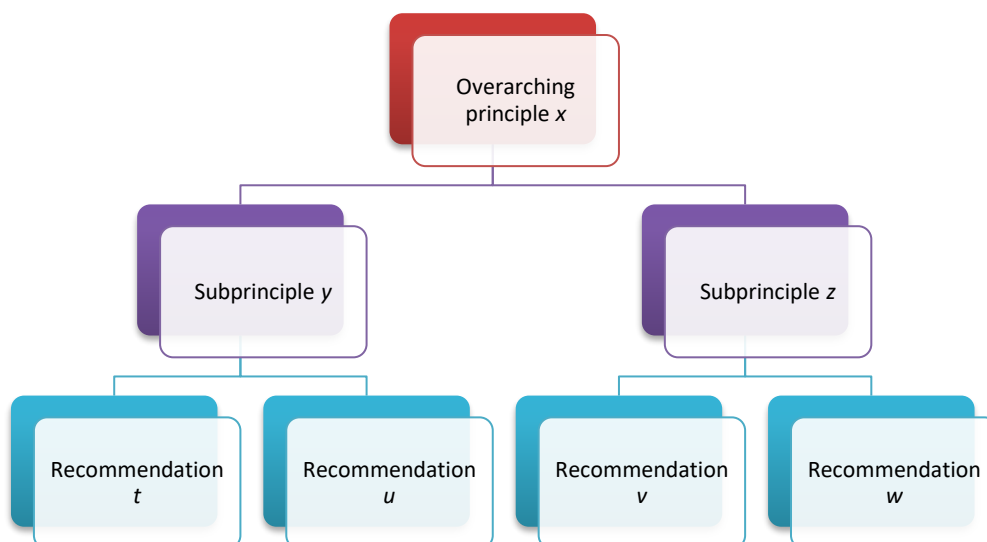 Overarching
principle x
Subprinciple y
Subprinciple z
Recommendation
t
Recommendation
u
Recommendation
v
Recommendation
w